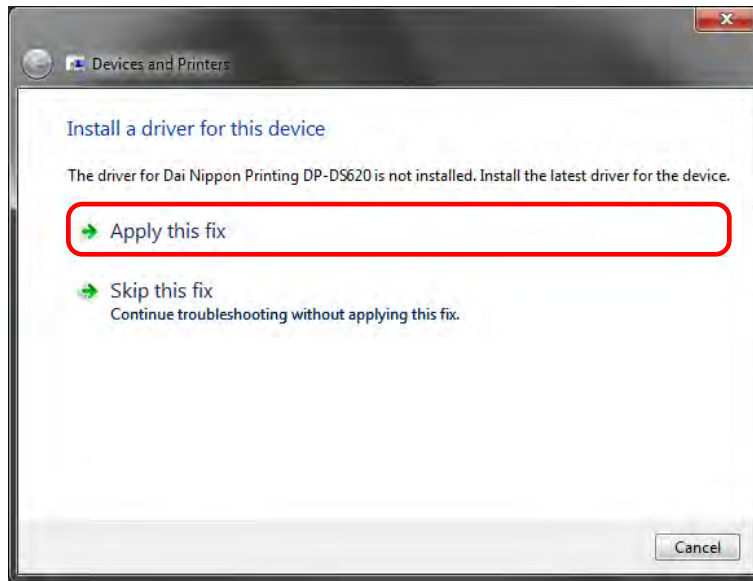 Devices and Printers
Install a driver for this device
The driver for Dai Nippon Printing DP-DS620 is not installed. Install the latest driver for the device.
Apply this fix
Skip this fix
Continue troubleshooting without applying this fix.
Cancel